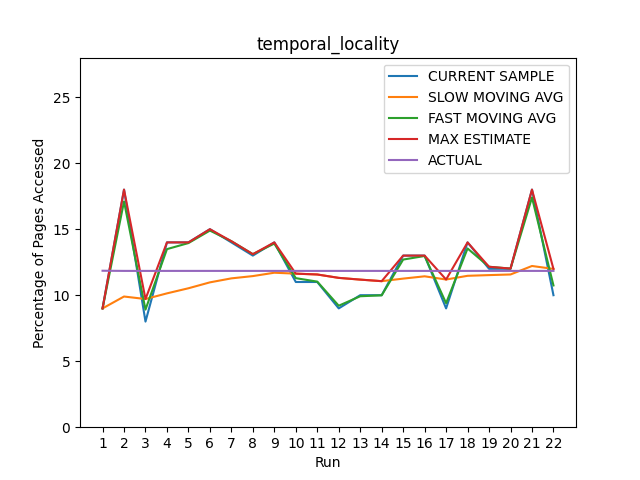 temporal_locality
CURRENT SAMPLE
SLOW MOVING AVG
FAST MOVING AVG
MAX ESTIMATE
ACTUAL
Percentage of Pages Accessed
25
20
15
10
5
0
1 2 3 4 5 6 7 8 9 10 11 12 13 14 15 16 17 18 19 20 21 22
Run